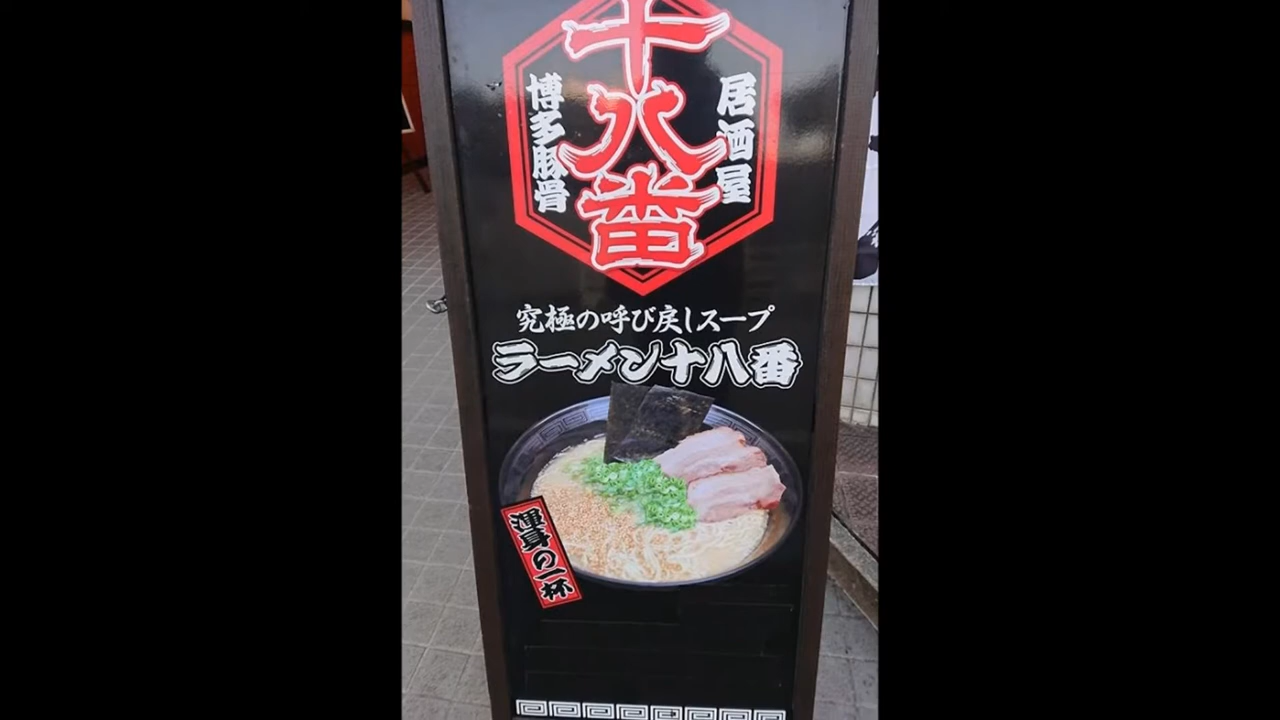 居酒屋
十八番
博多豚骨
究極の呼び戻しスープ
ラーメン十八番
渾身の一杯